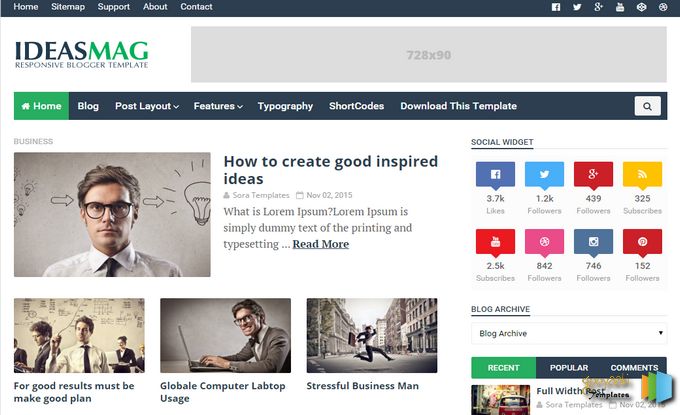 Home Sitemap Support About Contact
IDEASMAG
RESPONSIVE BLOGGER TEMPLATE
728x90
Home Blog Post Layout Features Typography ShortCodes Download This Template
BUSINESS
How to create good inspired
ideas
Sora Templates Nov 02, 2015
What is Lorem Ipsum?Lorem Ipsum is
simply dummy text of the printing and
typesetting ... Read More
For good results must be
make good plan
Globale Computer Labtop
Usage
Stressful Business Man
SOCIAL WIDGET
3.7k 1.2k 439 325
Likes Followers Followers Subscribes
2.5k 842 746 152
Subscribes Followers Followers Followers
BLOG ARCHIVE
Blog Archive
RECENT POPULAR COMMENTS
Full Width Post
Sora Templates Nov 02, 2015
Templates